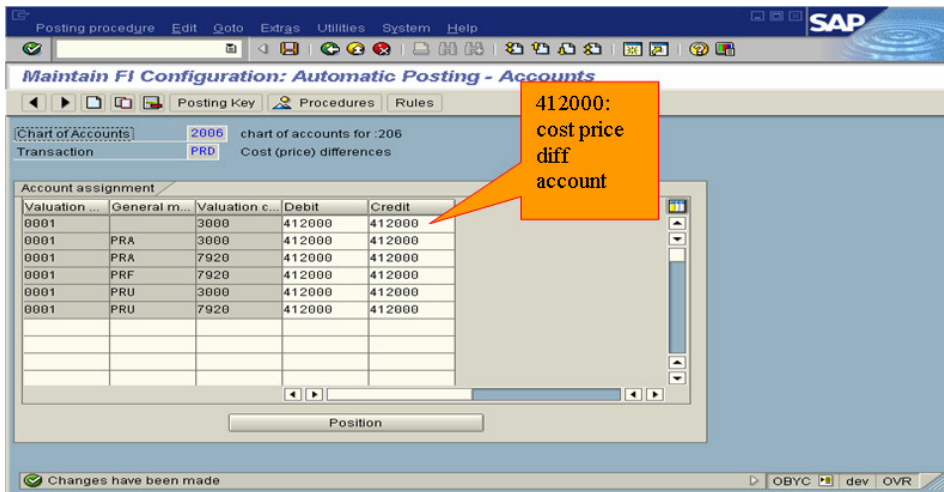 Posting procedure Edit Goto Extras Utilities System Help
SAP
Maintain FI Configuration: Automatic Posting - Accounts
Posting Key Procedures Rules
412000:
cost price
diff
account
Chart of Accounts 2006 chart of accounts for :206
Transaction PRD Cost (price) differences
Account assignment
Valuation ... General m... Valuation c... Debit Credit
0001 3000 412000 412000
0001 PRA 3000 412000 412000
0001 PRA 7920 412000 412000
0001 PRF 7920 412000 412000
0001 PRU 3000 412000 412000
0001 PRU 7920 412000 412000
Position
Changes have been made
OBYC dev OVR